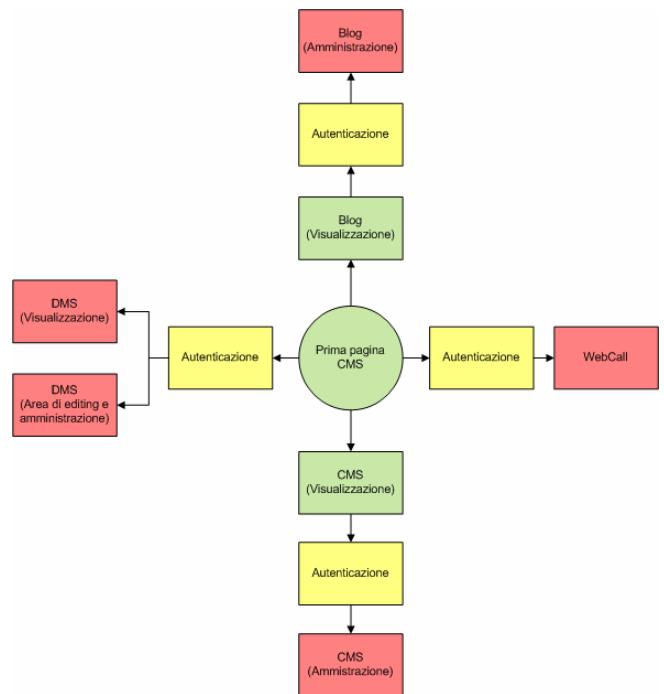 Blog
(Amministrazione)
Autenticazione
Blog
(Visualizzazione)
DMS
(Visualizzazione)
Autenticazione
Prima pagina
CMS
Autenticazione
WebCall
DMS
(Area di editing e
amministrazione)
CMS
(Visualizzazione)
Autenticazione
CMS
(Ammistrazione)